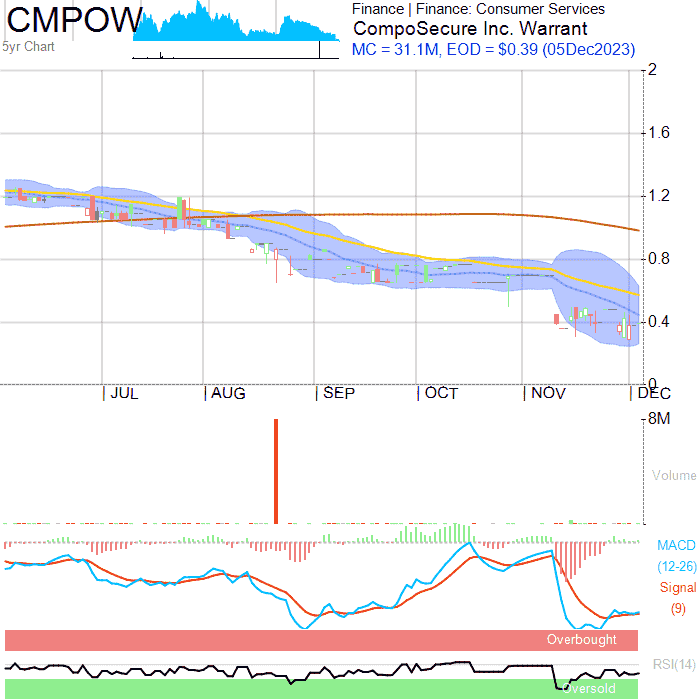 CMPOW
Finance | Finance: Consumer Services
CompoSecure Inc. Warrant
5yr Chart
MC = 31.1M, EOD = $0.39 (05Dec2023)
2
1.6
1.2
0.8
0.4
0
JUL AUG SEP OCT NOV DEC
8M
Volume
MACD
(12-26)
Signal
(9)
Overbought
RSI(14)
Oversold